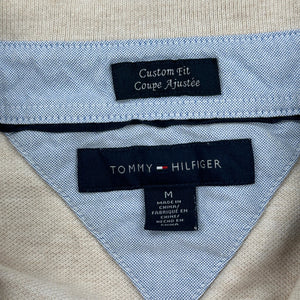 Custom Fit
Coupe Ajustée
TOMMY HILFIGER
M
MADE IN
CHINA/
FABRIQUÉ EN
CHINE/
HECHO EN
CHINA